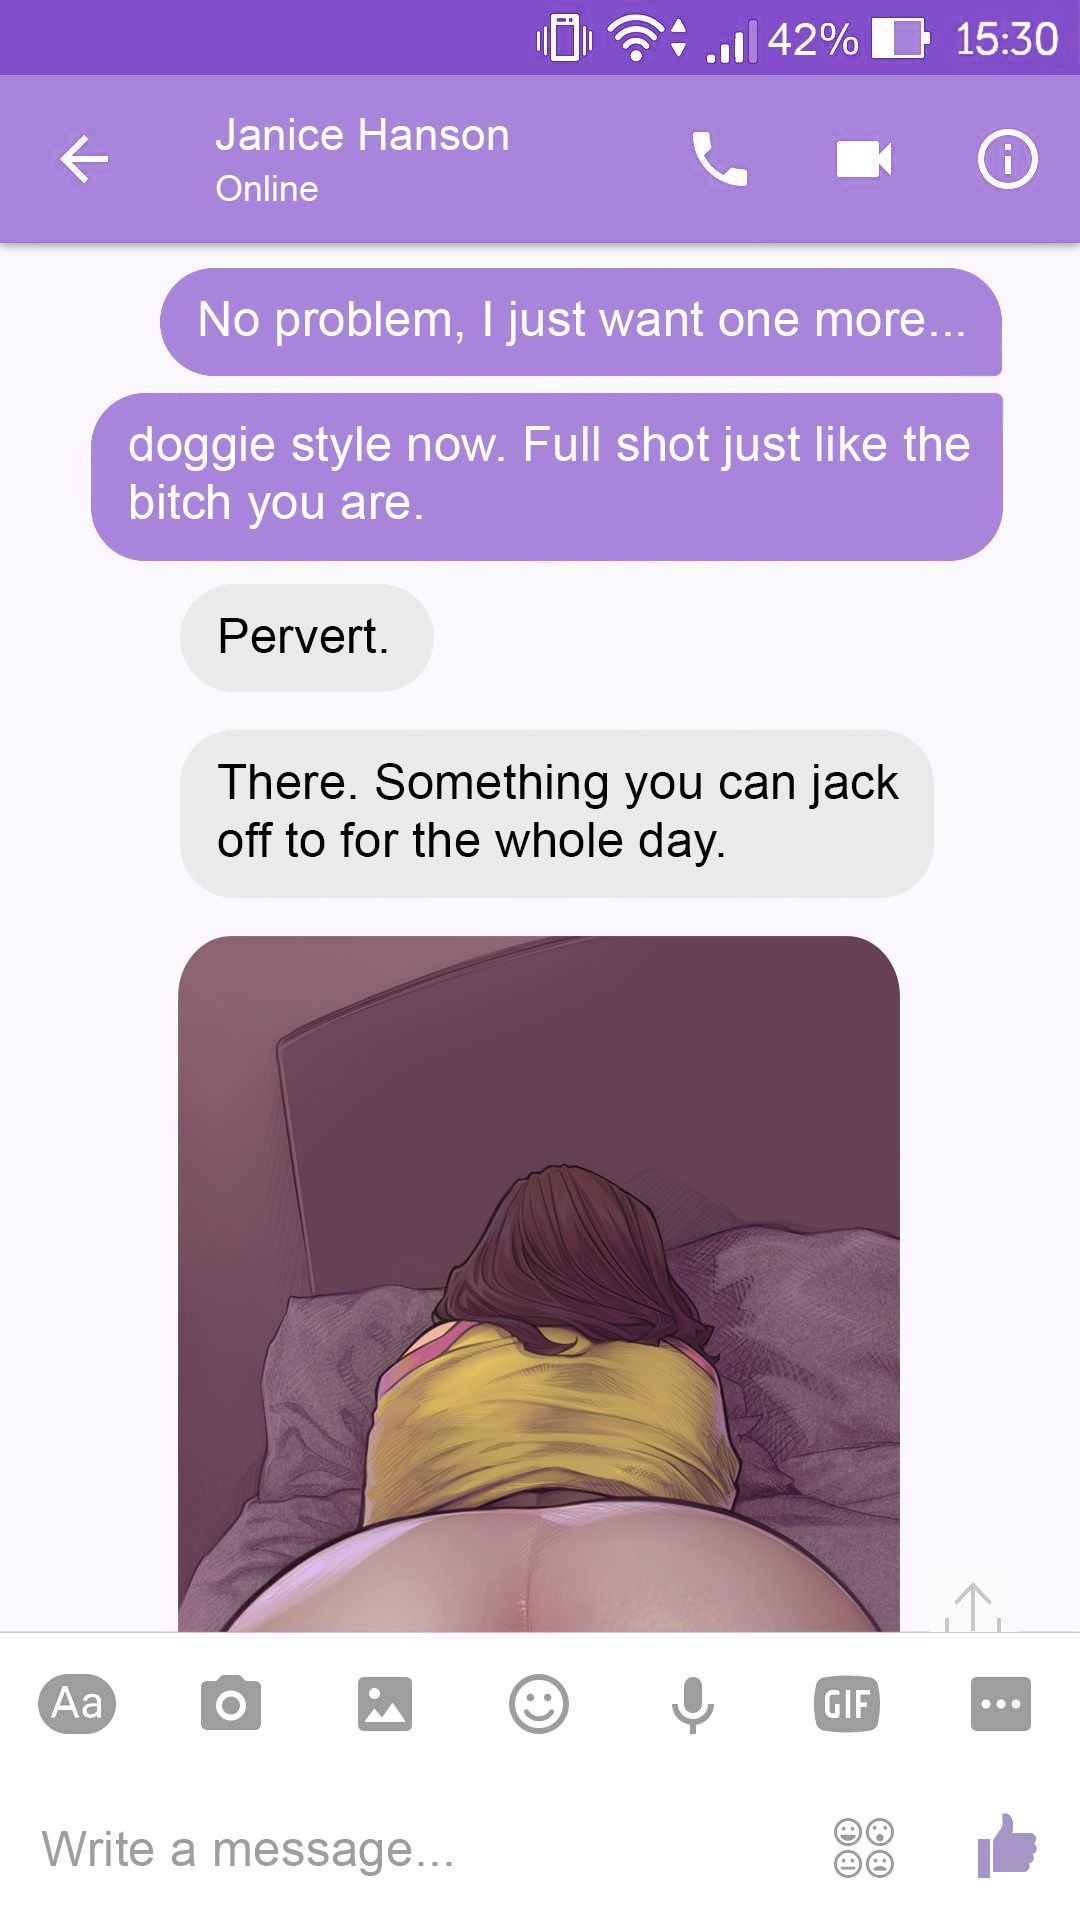 42% 15:30
Janice Hanson
Online
No problem, I just want one more...
doggie style now. Full shot just like the
bitch you are.
Pervert.
There. Something you can jack
off to for the whole day.
Aa
GIF
Write a message...